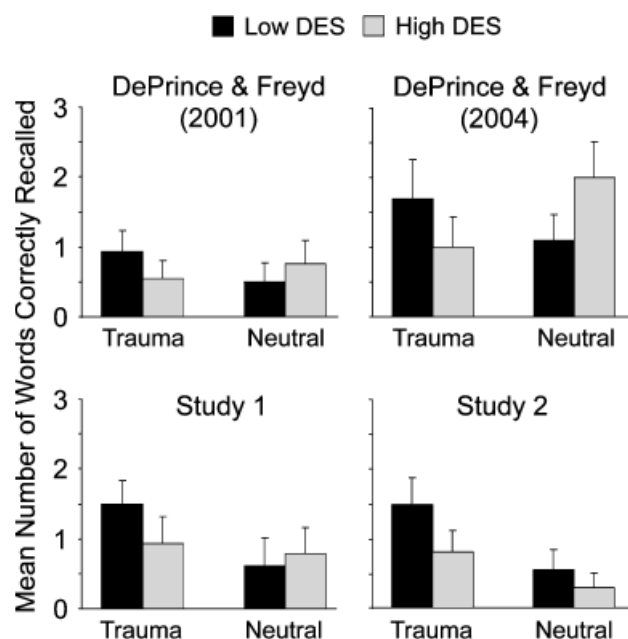 Low DES High DES
DePrince & Freyd (2001)
DePrince & Freyd (2004)
Mean Number of Words Correctly Recalled
3
2
1
0
Trauma Neutral
Trauma Neutral
Study 1
Study 2
3
2
1
0
Trauma Neutral
Trauma Neutral